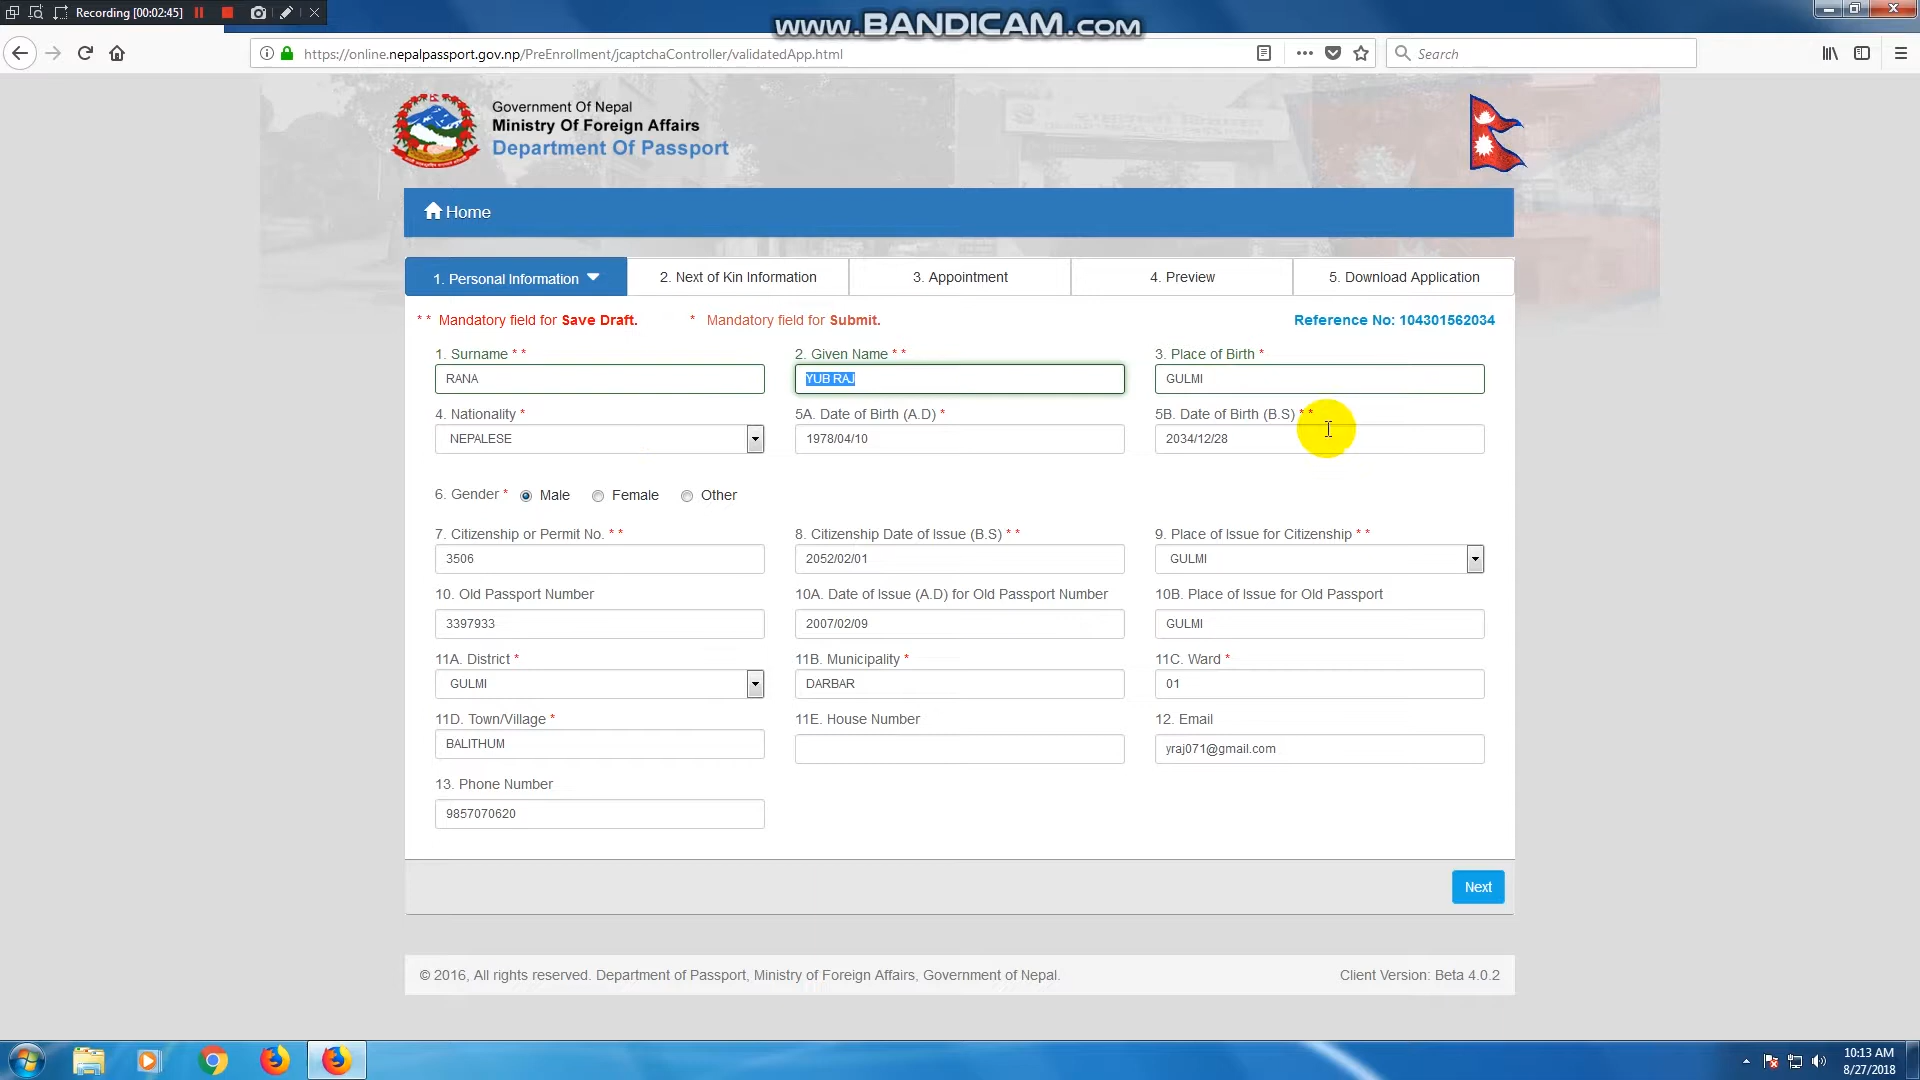 Recording [00:02:45]
www.BANDICAM.com
https://online.nepalpassport.gov.np/PreEnrollment/jcaptchaController/validatedApp.html
Search
Government Of Nepal
Ministry Of Foreign Affairs
Department Of Passport
Home
1. Personal Information
2. Next of Kin Information
3. Appointment
4. Preview
5. Download Application
* * Mandatory field for Save Draft.
* Mandatory field for Submit.
Reference No: 104301562034
1. Surname * *
2. Given Name * *
3. Place of Birth *
RANA
YUB RAJ
GULMI
4. Nationality *
5A. Date of Birth (A.D) *
5B. Date of Birth (B.S) * *
NEPALESE
1978/04/10
2034/12/28
6. Gender * Male Female Other
7. Citizenship or Permit No. * *
8. Citizenship Date of Issue (B.S) * *
9. Place of Issue for Citizenship * *
3506
2052/02/01
GULMI
10. Old Passport Number
10A. Date of Issue (A.D) for Old Passport Number
10B. Place of Issue for Old Passport
3397933
2007/02/09
GULMI
11A. District *
11B. Municipality *
11C. Ward *
GULMI
DARBAR
01
11D. Town/Village *
11E. House Number
12. Email
BALITHUM
yraj071@gmail.com
13. Phone Number
9857070620
Next
© 2016, All rights reserved. Department of Passport, Ministry of Foreign Affairs, Government of Nepal.
Client Version: Beta 4.0.2
10:13 AM
8/27/2018